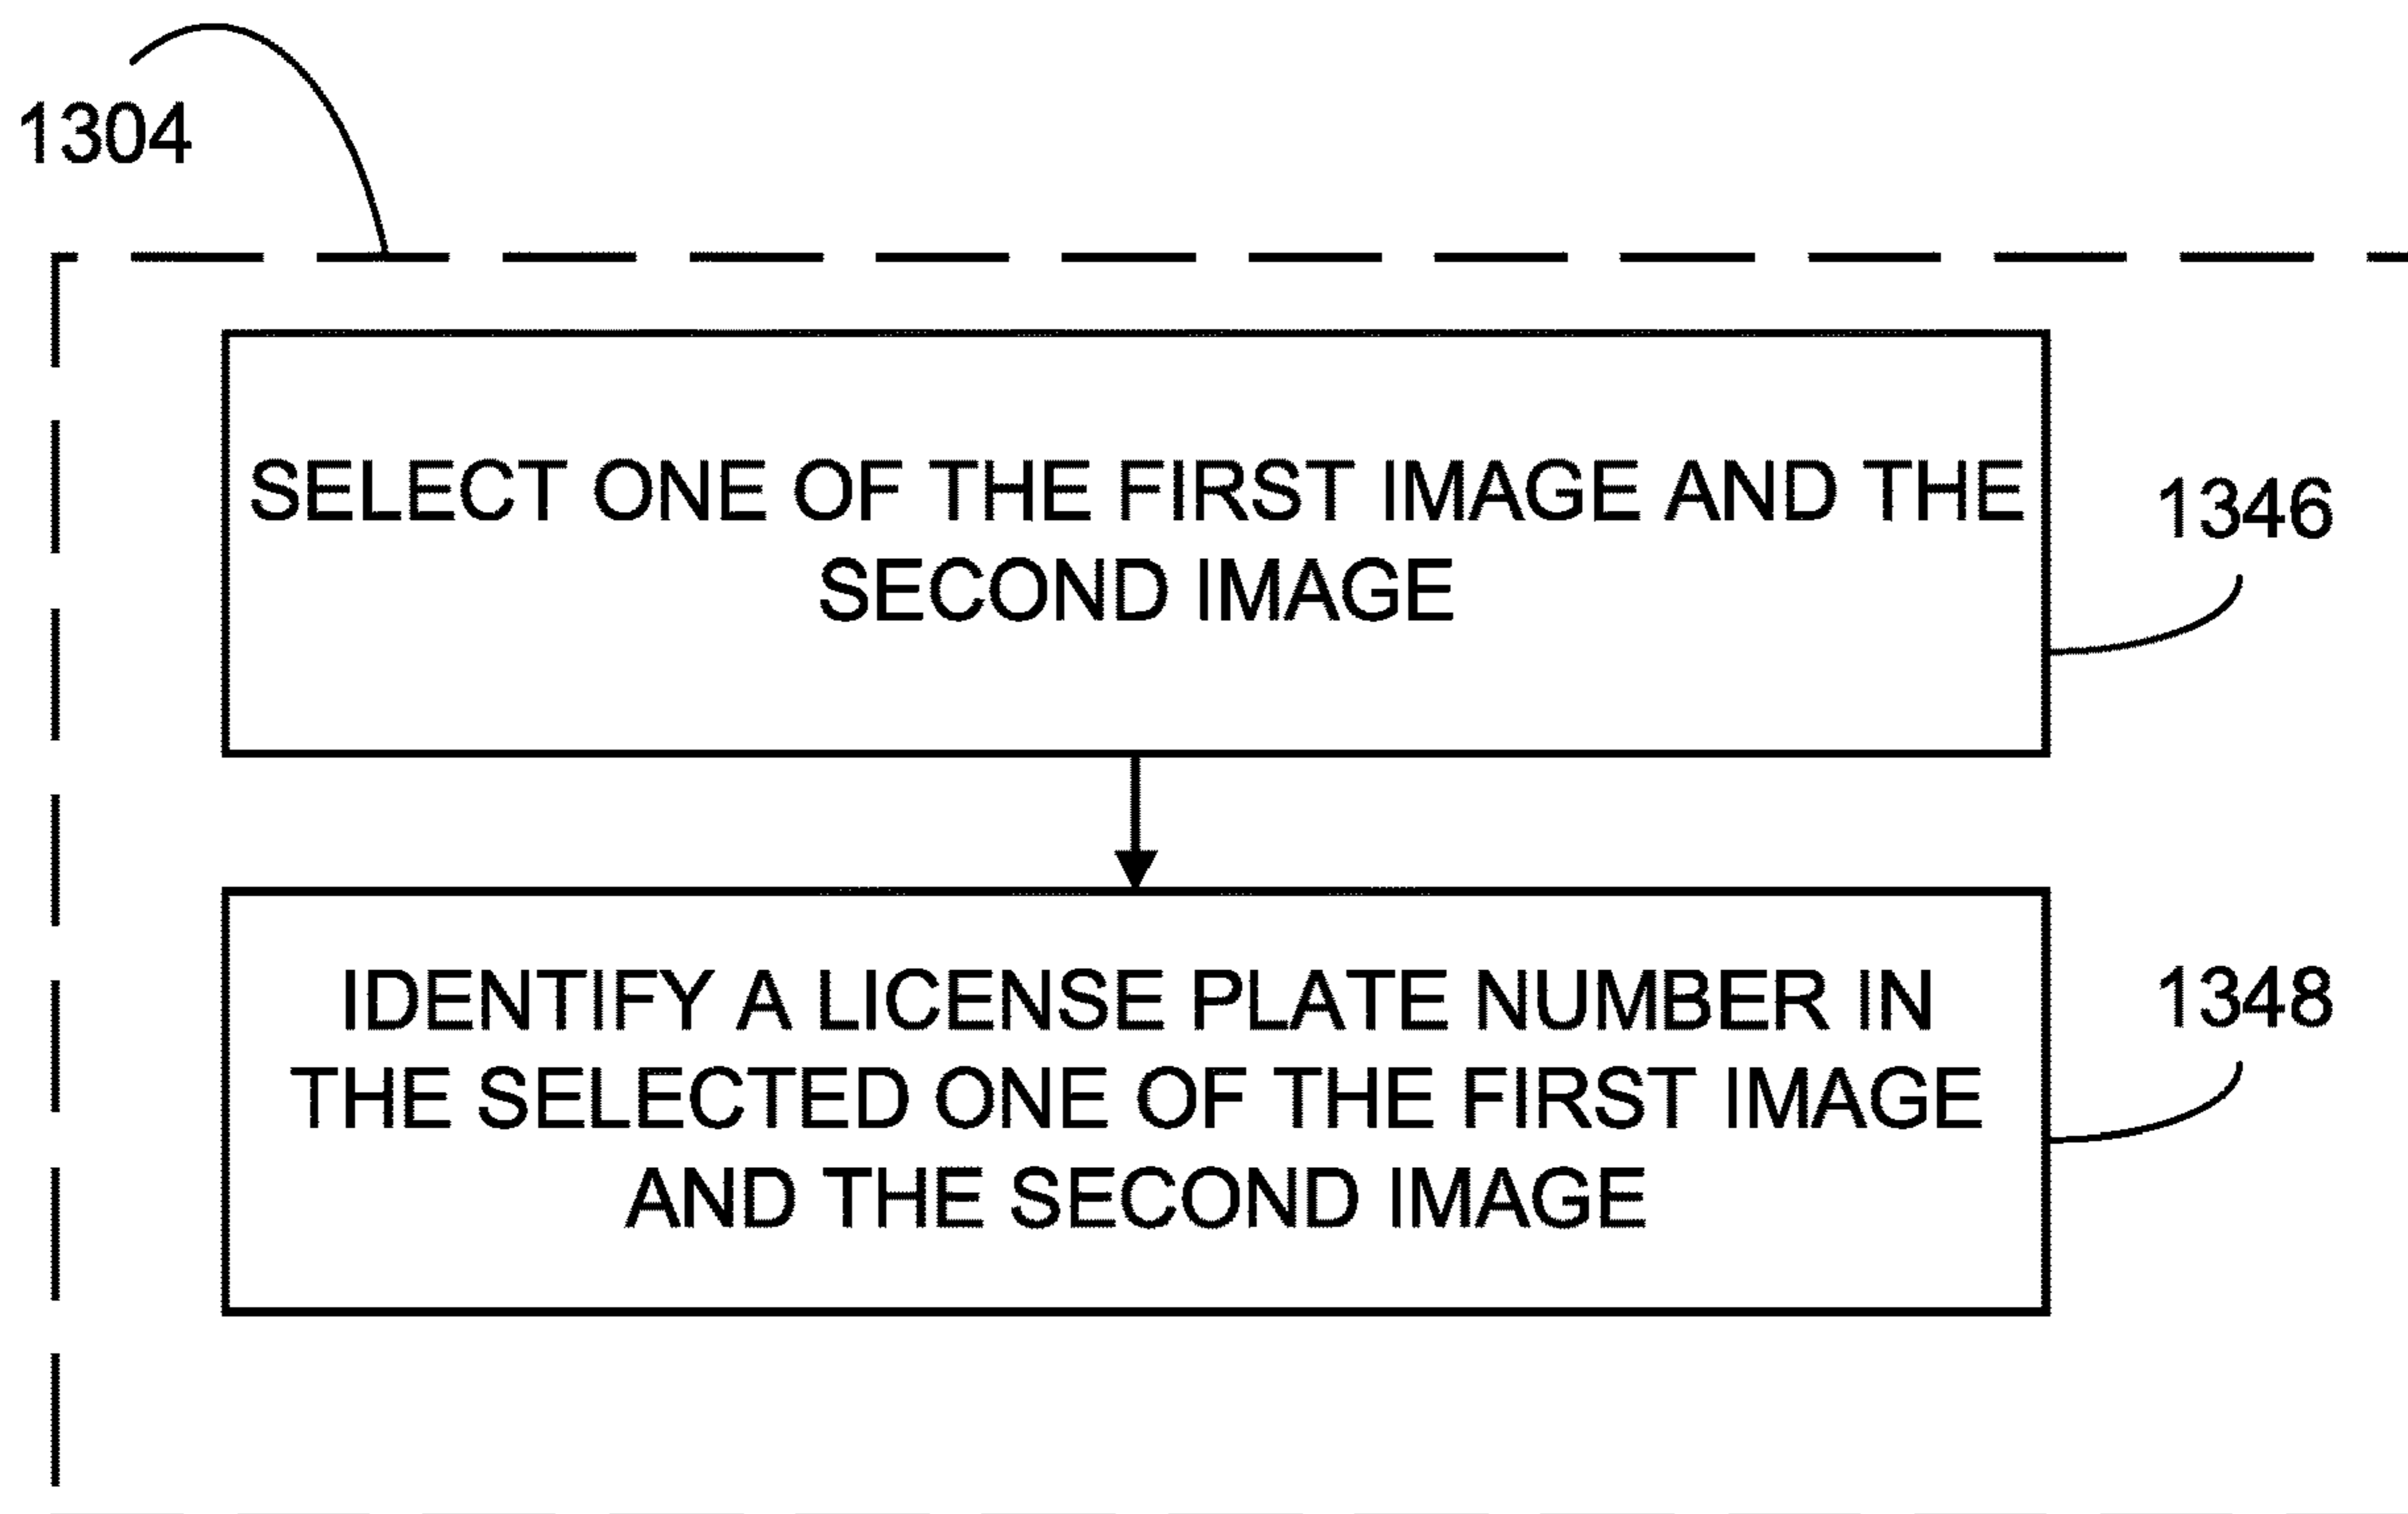 1304
SELECT ONE OF THE FIRST IMAGE AND THE
SECOND IMAGE
1346
IDENTIFY A LICENSE PLATE NUMBER IN
THE SELECTED ONE OF THE FIRST IMAGE
AND THE SECOND IMAGE
1348